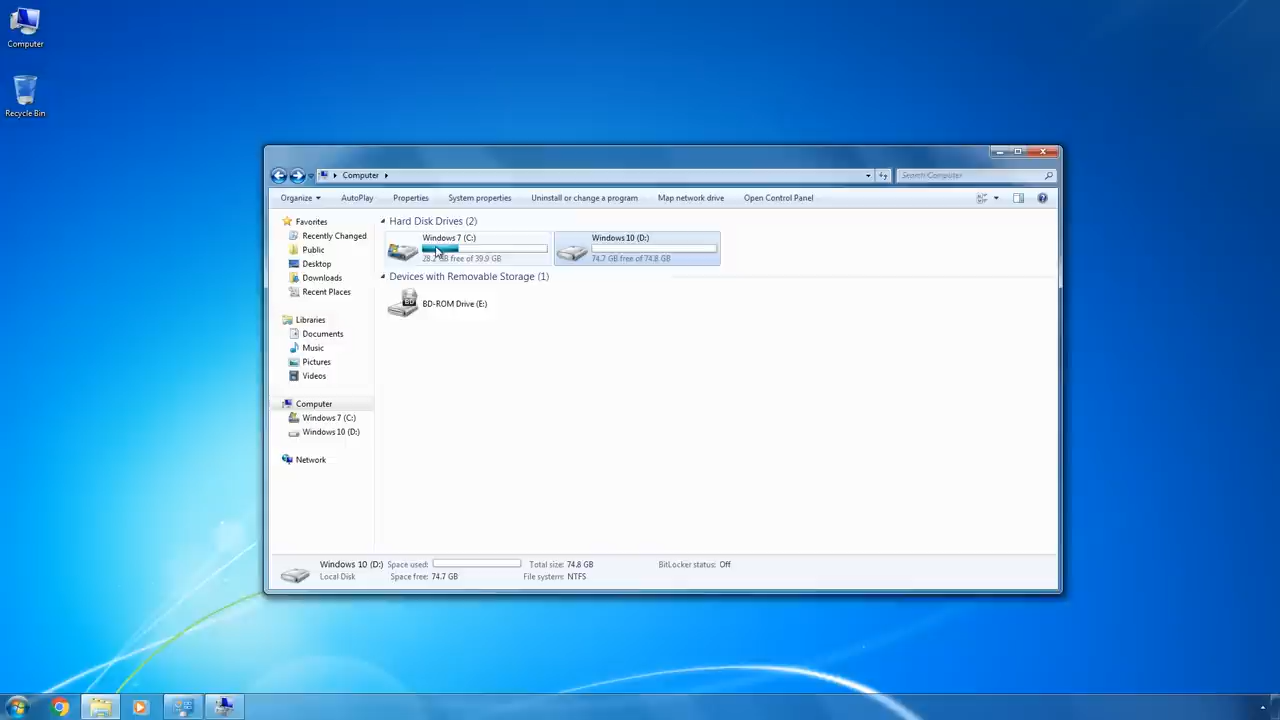 Computer
Recycle Bin
Computer
Search Computer
Organize AutoPlay Properties System properties Uninstall or change a program Map network drive Open Control Panel
Favorites
Recently Changed
Public
Desktop
Downloads
Recent Places
Libraries
Documents
Music
Pictures
Videos
Computer
Windows 7 (C:)
Windows 10 (D:)
Network
Hard Disk Drives (2)
Windows 7 (C:)
GB free of 39.9 GB
Windows 10 (D:)
74.7 GB free of 74.8 GB
Devices with Removable Storage (1)
BD
BD-ROM Drive (E:)
Windows 10 (D:) Space used: Total size: 74.8 GB BitLocker status: Off
Local Disk Space free: 74.7 GB File system: NTFS